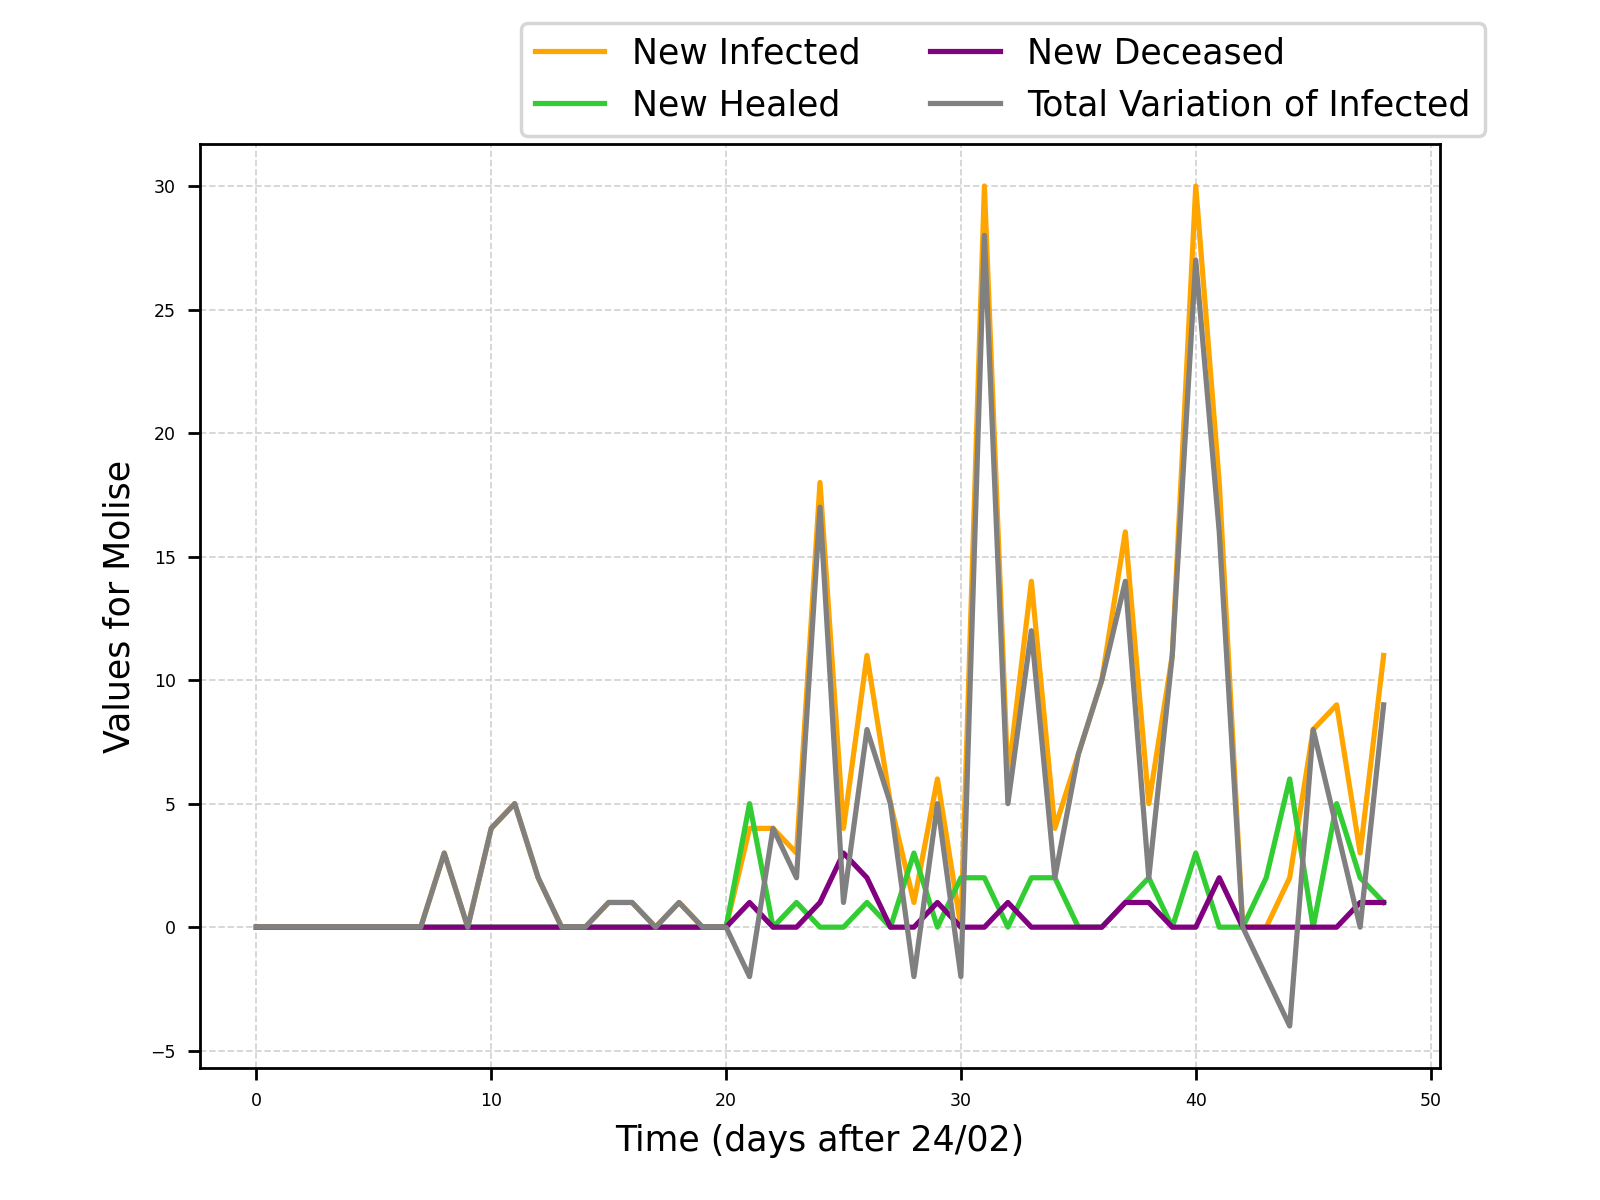 New Infected
New Healed
New Deceased
Total Variation of Infected
30
25
20
15
10
5
0
−5
Values for Molise
0 10 20 30 40 50
Time (days after 24/02)